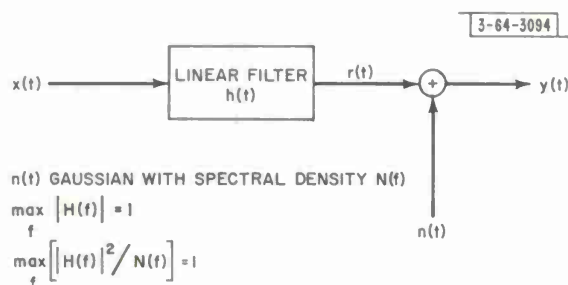 3-64-3094
x(t)
LINEAR FILTER
h(t)
r(t)
+
y(t)
n(t) GAUSSIAN WITH SPECTRAL DENSITY N(f)
max |H(f)| = 1
f
n(t)
max [|H(f)|²/N(f)] = 1
f